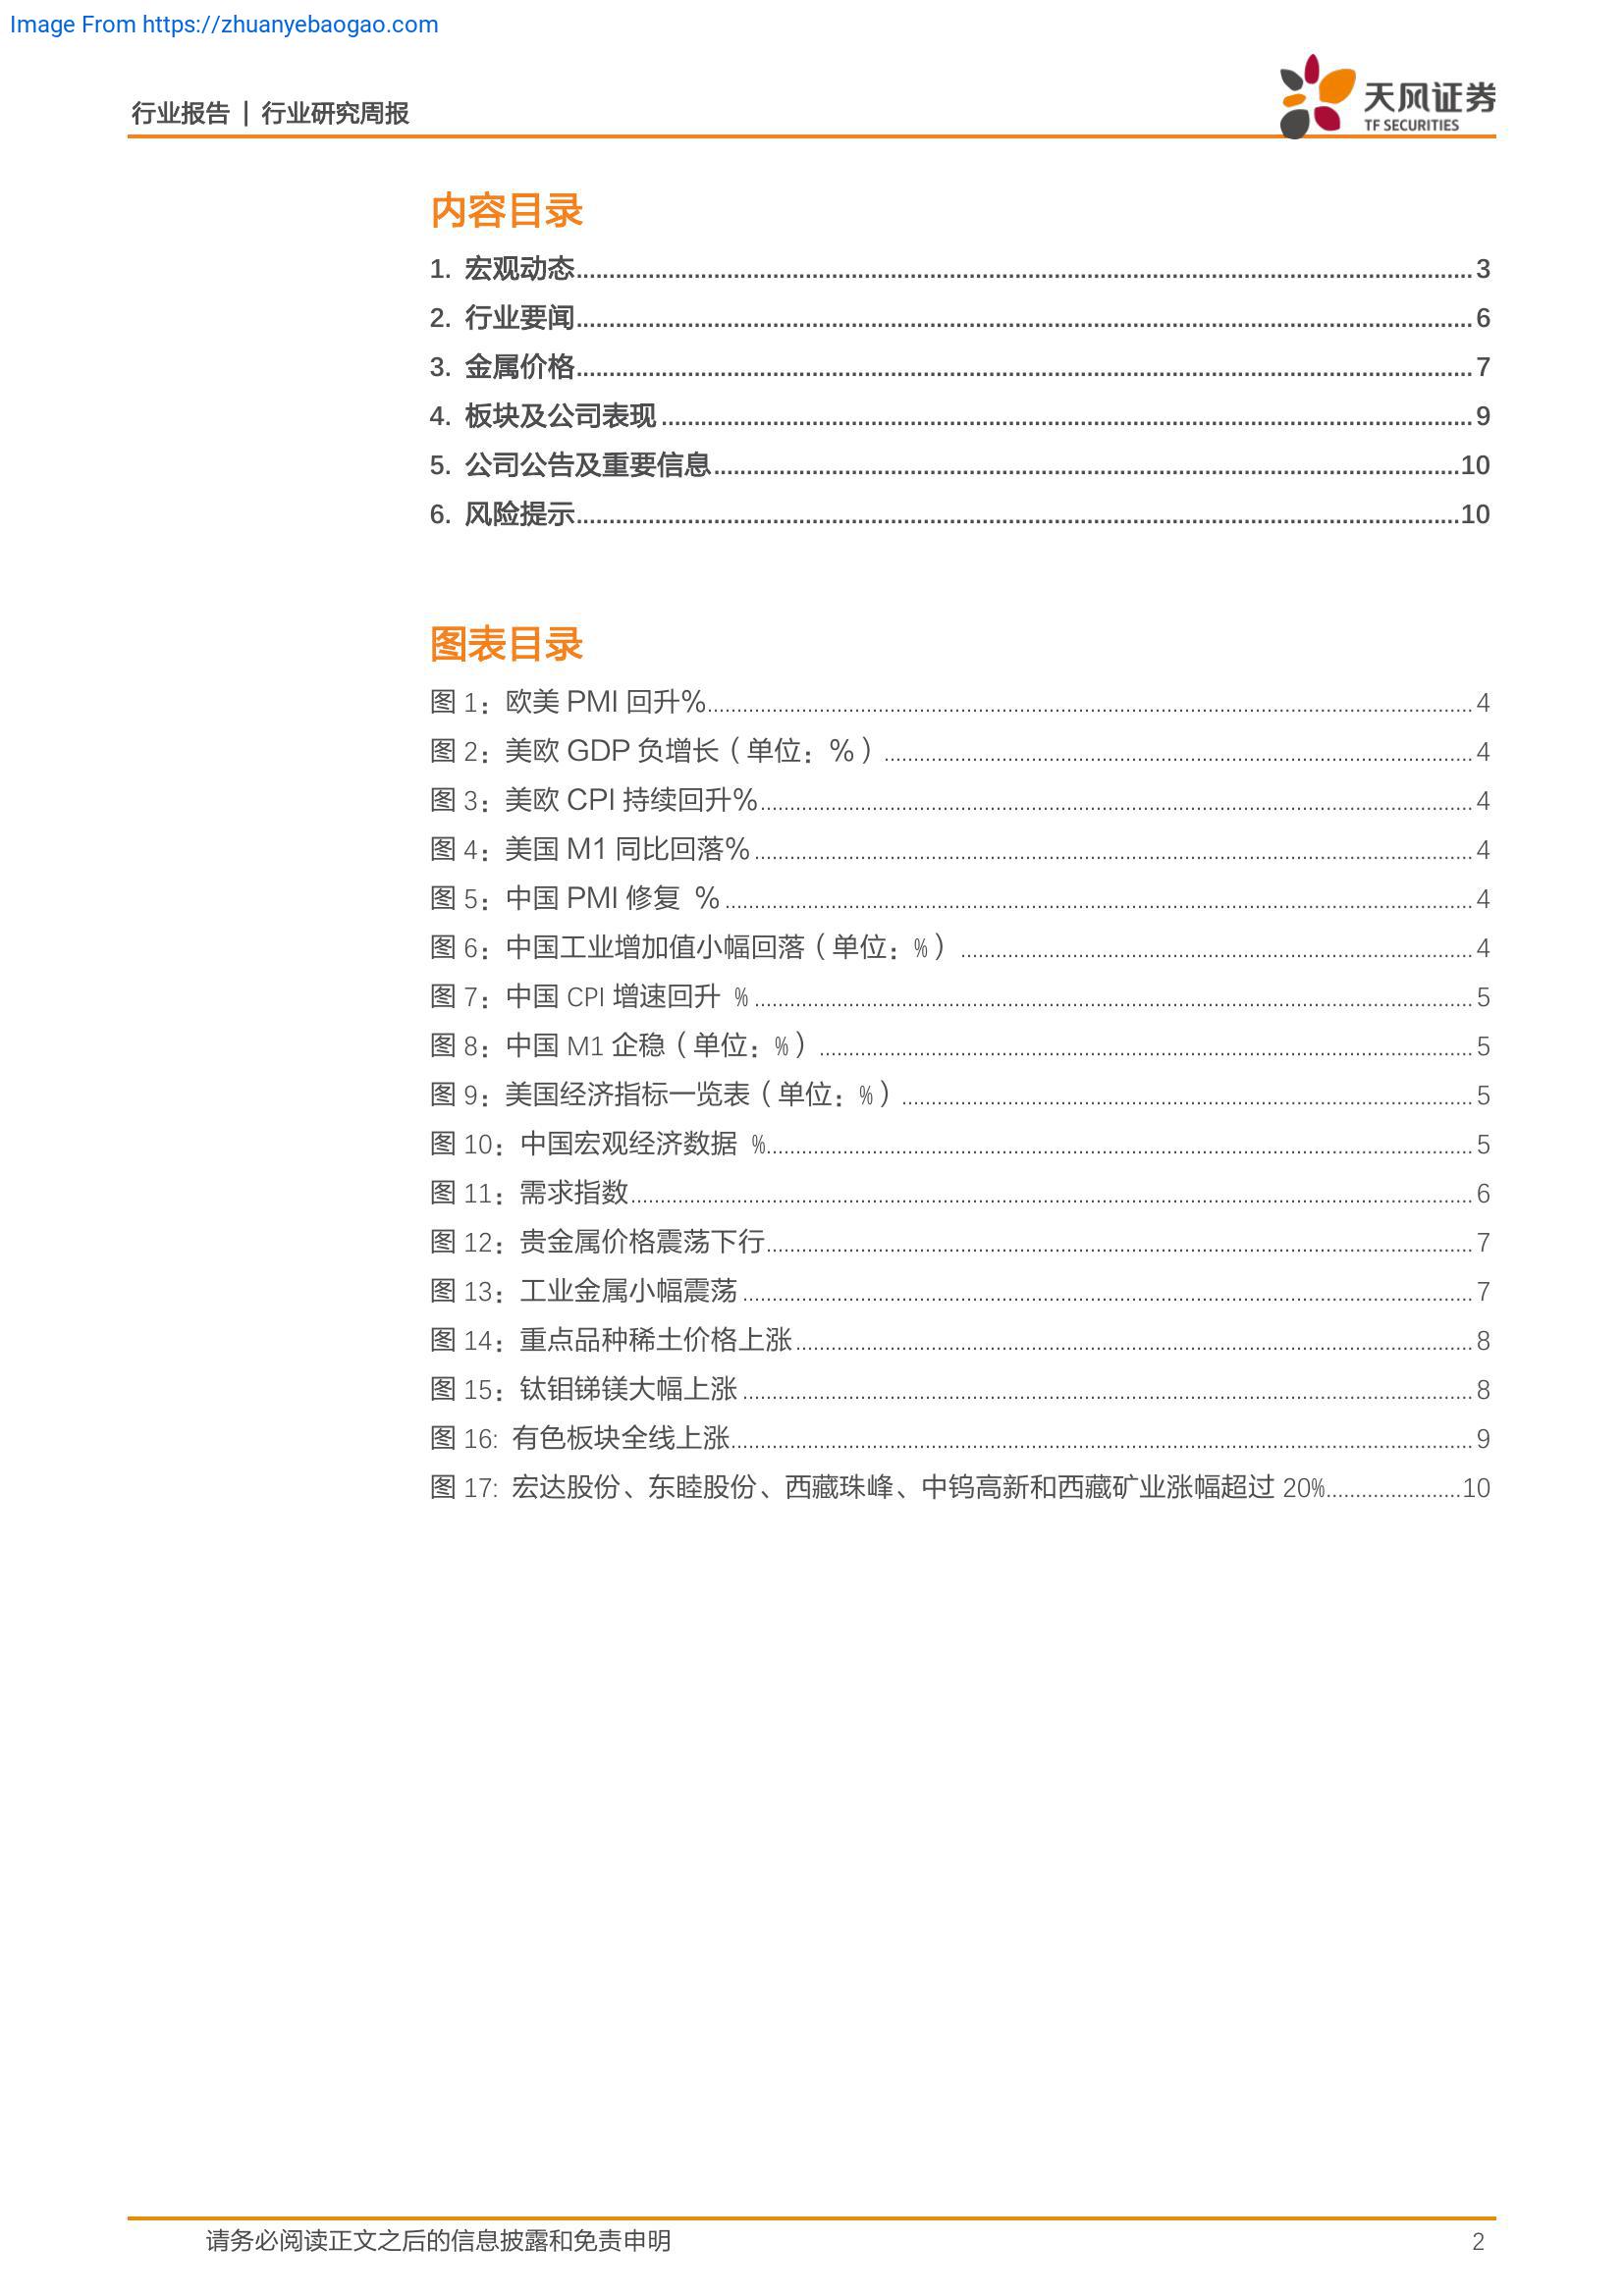 Image From https://zhuanyebaogao.com
行业报告 | 行业研究周报
天风证券
TF SECURITIES
内容目录
1. 宏观动态 3
2. 行业要闻 6
3. 金属价格 7
4. 板块及公司表现 9
5. 公司公告及重要信息 10
6. 风险提示 10
图表目录
图 1：欧美 PMI 回升% 4
图 2：美欧 GDP 负增长（单位：%） 4
图 3：美欧 CPI 持续回升% 4
图 4：美国 M1 同比回落% 4
图 5：中国 PMI 修复 % 4
图 6：中国工业增加值小幅回落（单位：%） 4
图 7：中国 CPI 增速回升 % 5
图 8：中国 M1 企稳（单位：%） 5
图 9：美国经济指标一览表（单位：%） 5
图 10：中国宏观经济数据 % 5
图 11：需求指数 6
图 12：贵金属价格震荡下行 7
图 13：工业金属小幅震荡 7
图 14：重点品种稀土价格上涨 8
图 15：钛钼锑镁大幅上涨 8
图 16: 有色板块全线上涨 9
图 17: 宏达股份、东睦股份、西藏珠峰、中钨高新和西藏矿业涨幅超过 20% 10
请务必阅读正文之后的信息披露和免责申明 2